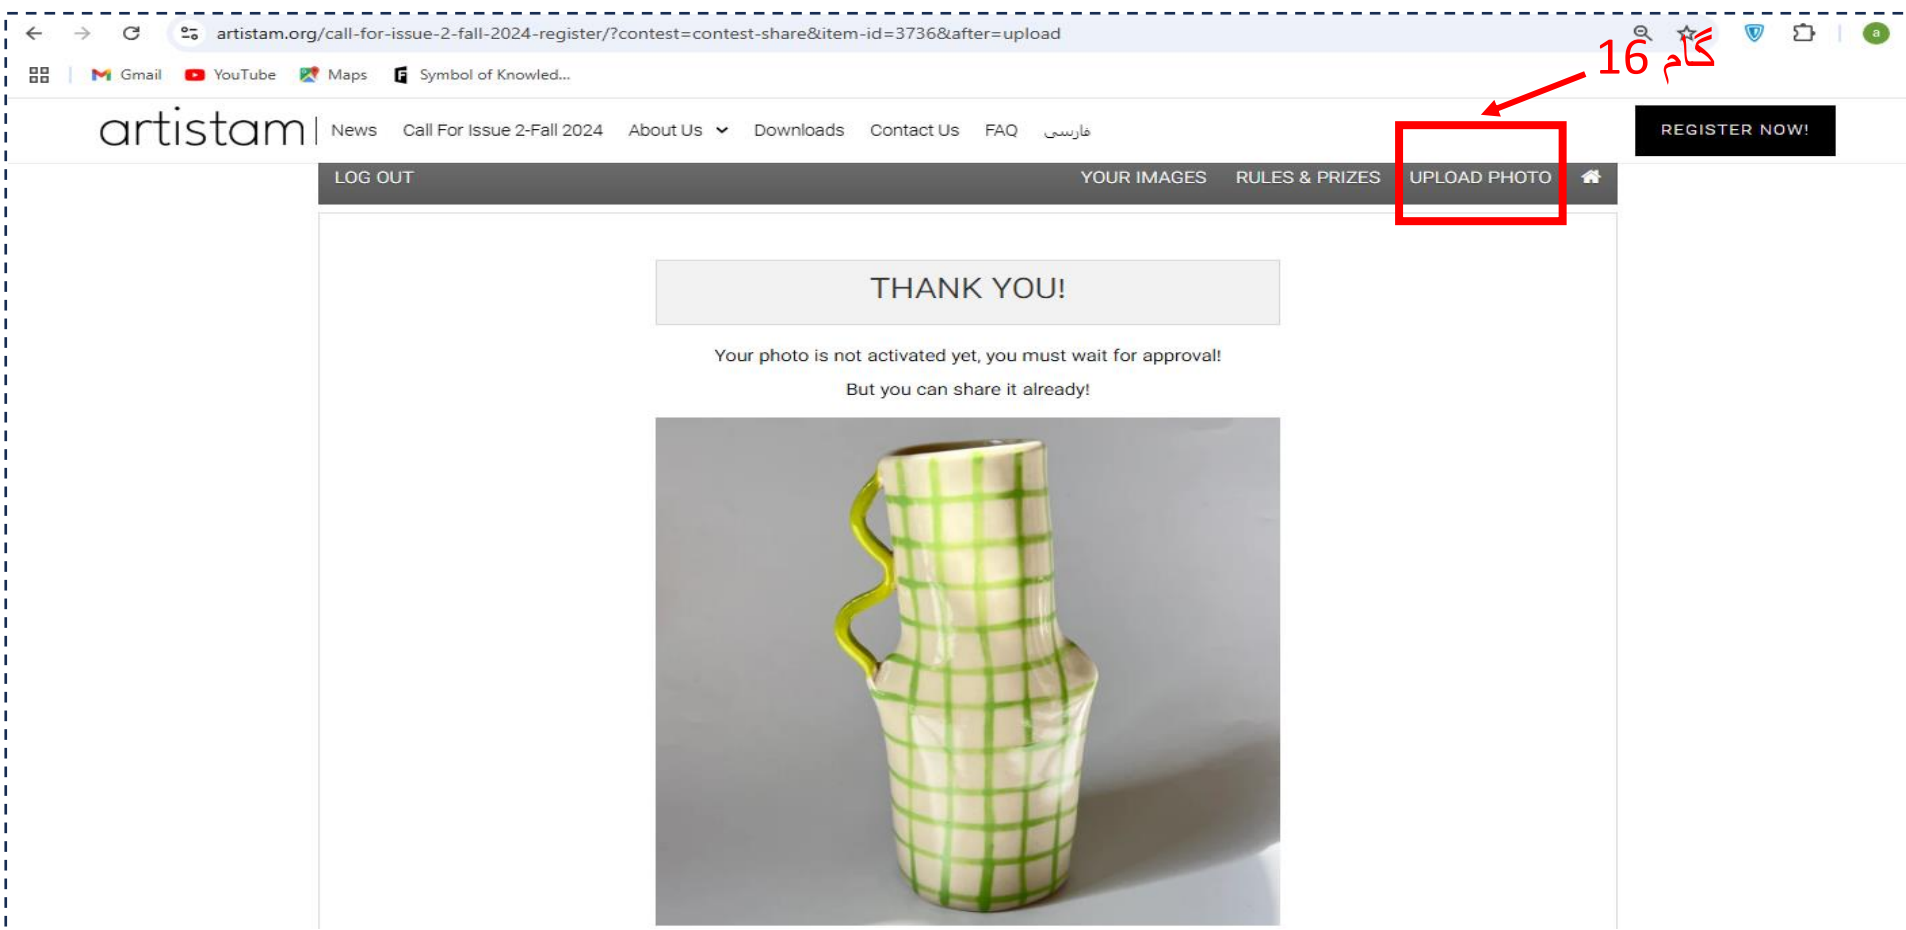 artistam.org/call-for-issue-2-fall-2024-register/?contest=contest-share&item-id=3736&after=upload
a
Gmail YouTube Maps Symbol of Knowled...
گام 16
artistam News Call For Issue 2-Fall 2024 About Us Downloads Contact Us FAQ فارسی REGISTER NOW!
LOG OUT YOUR IMAGES RULES & PRIZES UPLOAD PHOTO
THANK YOU!
Your photo is not activated yet, you must wait for approval!
But you can share it already!